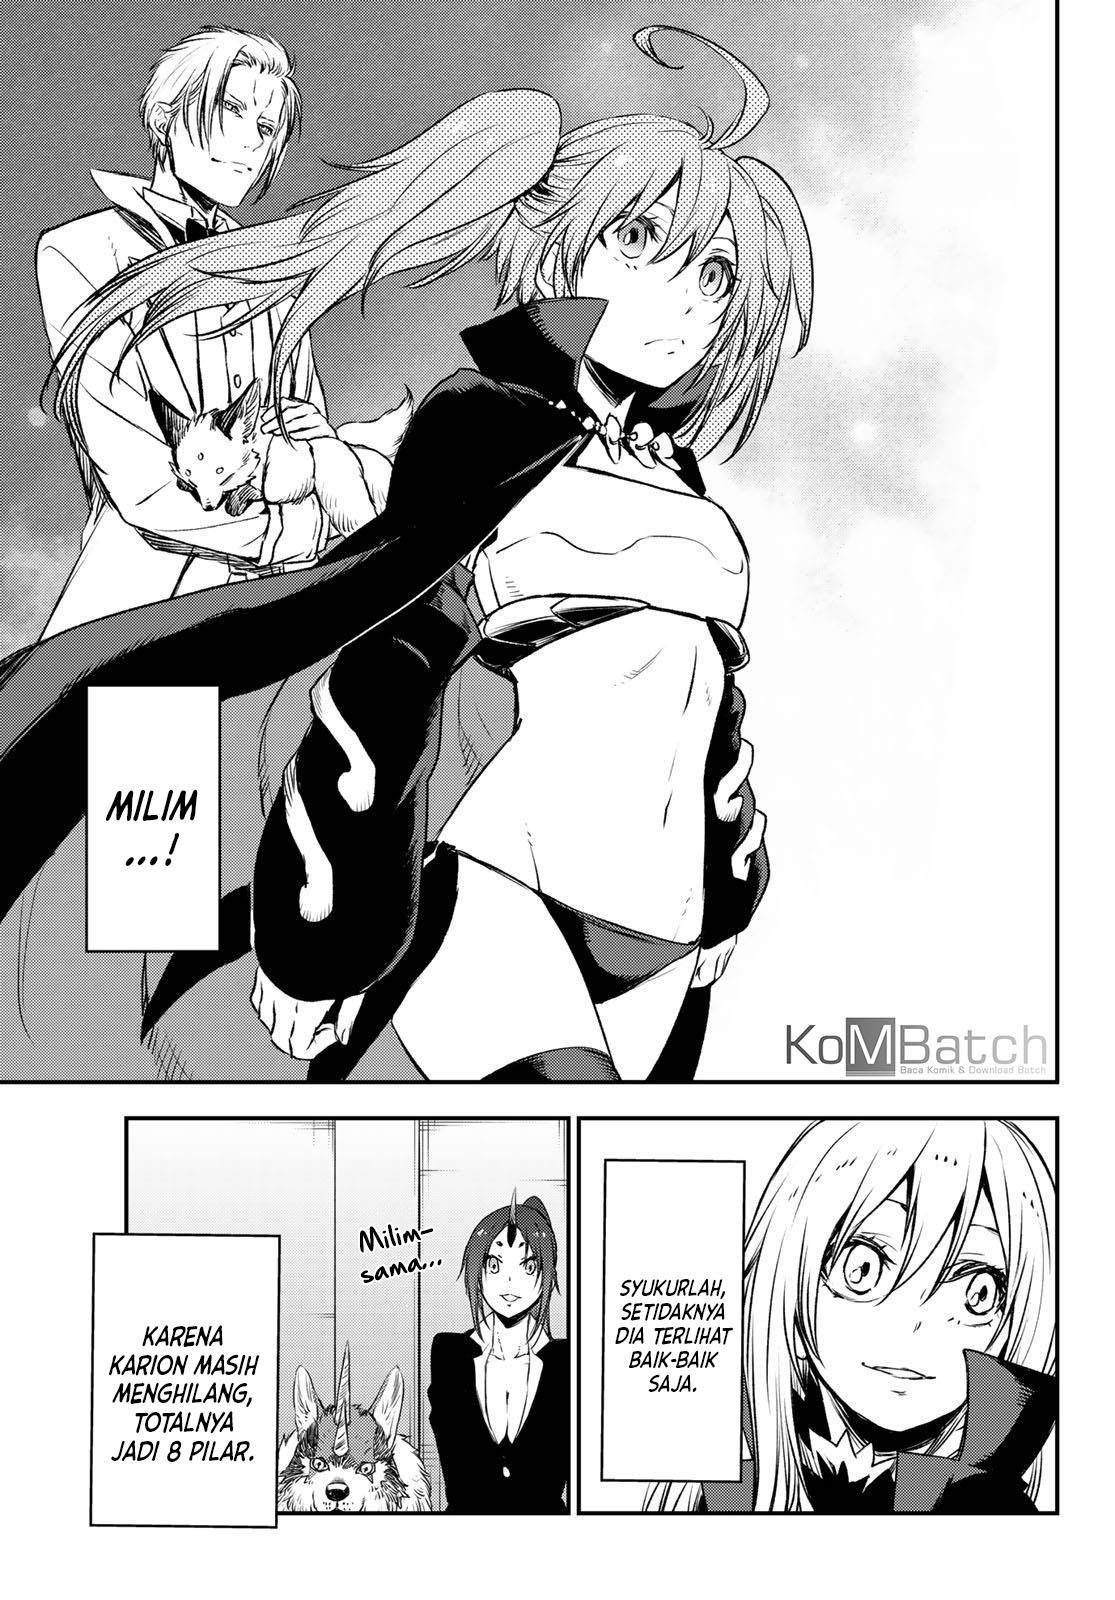 MILIM
...!
KoMBatch
Baca Komik & Download Batch
SYUKURLAH,
SETIDAKNYA
DIA TERLIHAT
BAIK-BAIK
SAJA.
Milim-
sama...
KARENA
KARION MASIH
MENGHILANG,
TOTALNYA
JADI 8 PILAR.